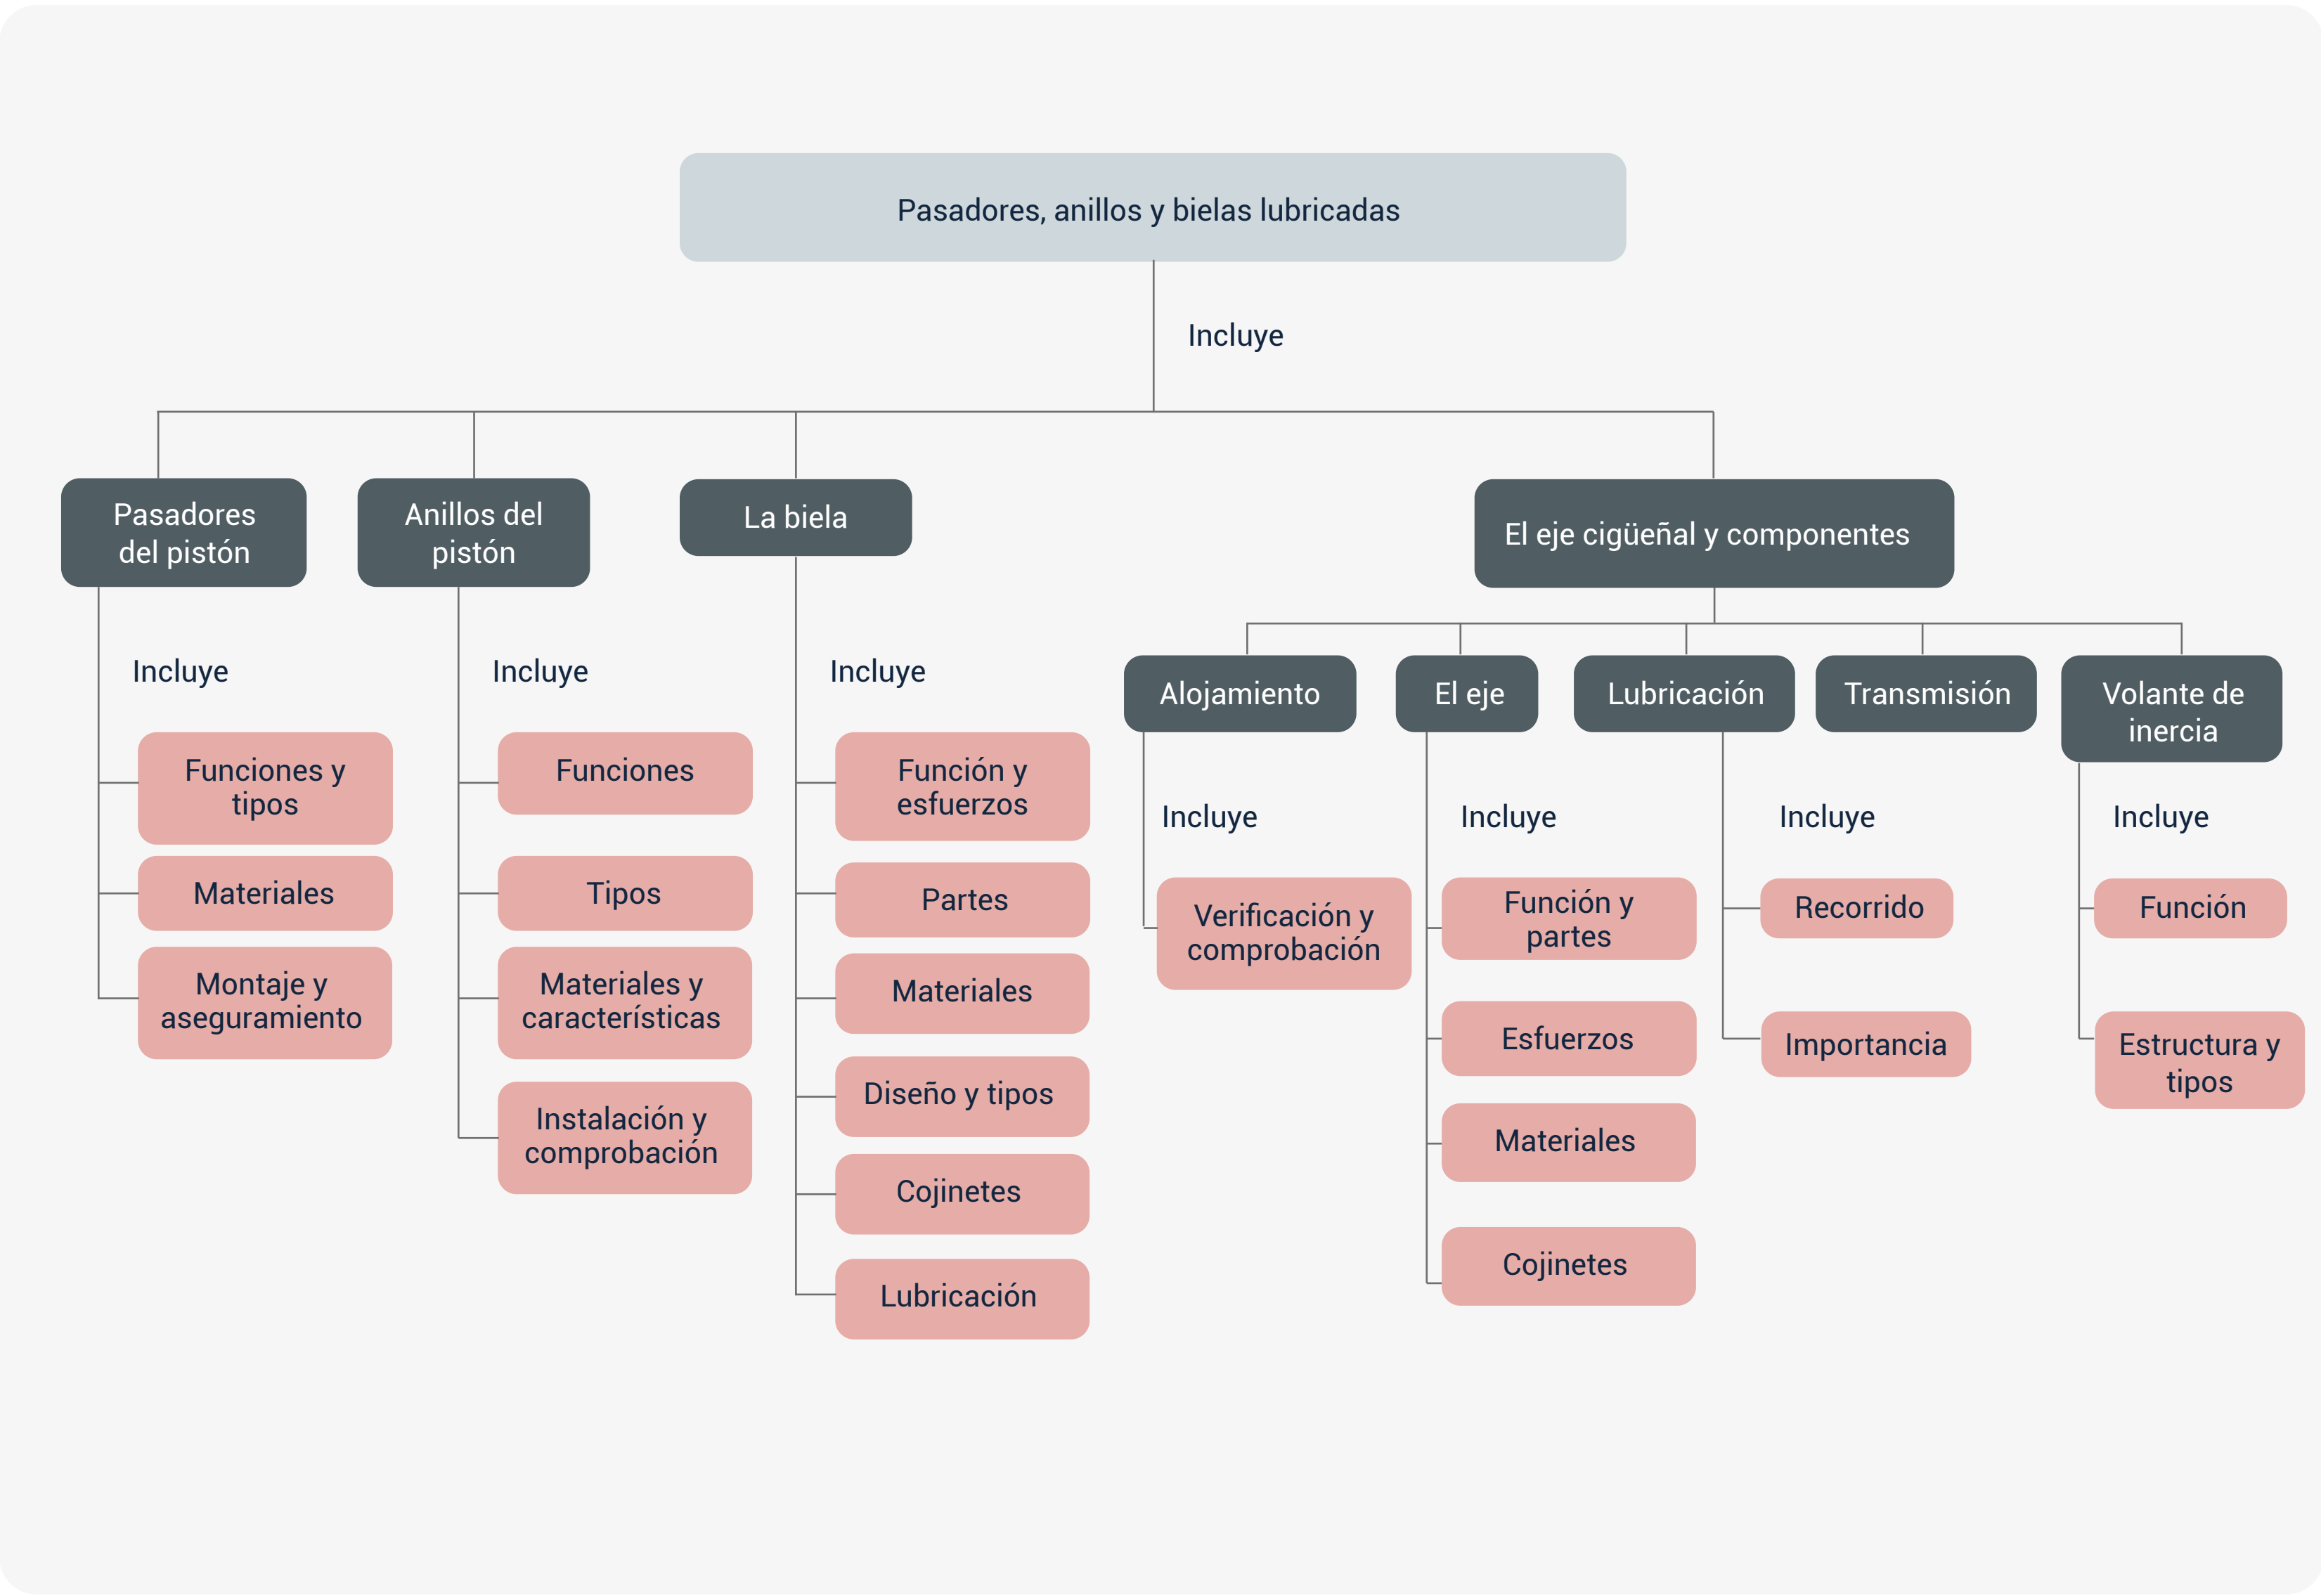 Pasadores, anillos y bielas lubricadas
Incluye
Pasadores
del pistón
Incluye
Funciones y
tipos
Materiales
Montaje y
aseguramiento
Anillos del
pistón
Incluye
Funciones
Tipos
Materiales y
características
Instalación y
comprobación
La biela
Incluye
Función y
esfuerzos
Partes
Materiales
Diseño y tipos
Cojinetes
Lubricación
El eje cigüeñal y componentes
Alojamiento
Incluye
Verificación y
comprobación
El eje
Incluye
Función y
partes
Esfuerzos
Materiales
Cojinetes
Lubricación
Incluye
Recorrido
Importancia
Transmisión
Volante de
inercia
Incluye
Función
Estructura y
tipos